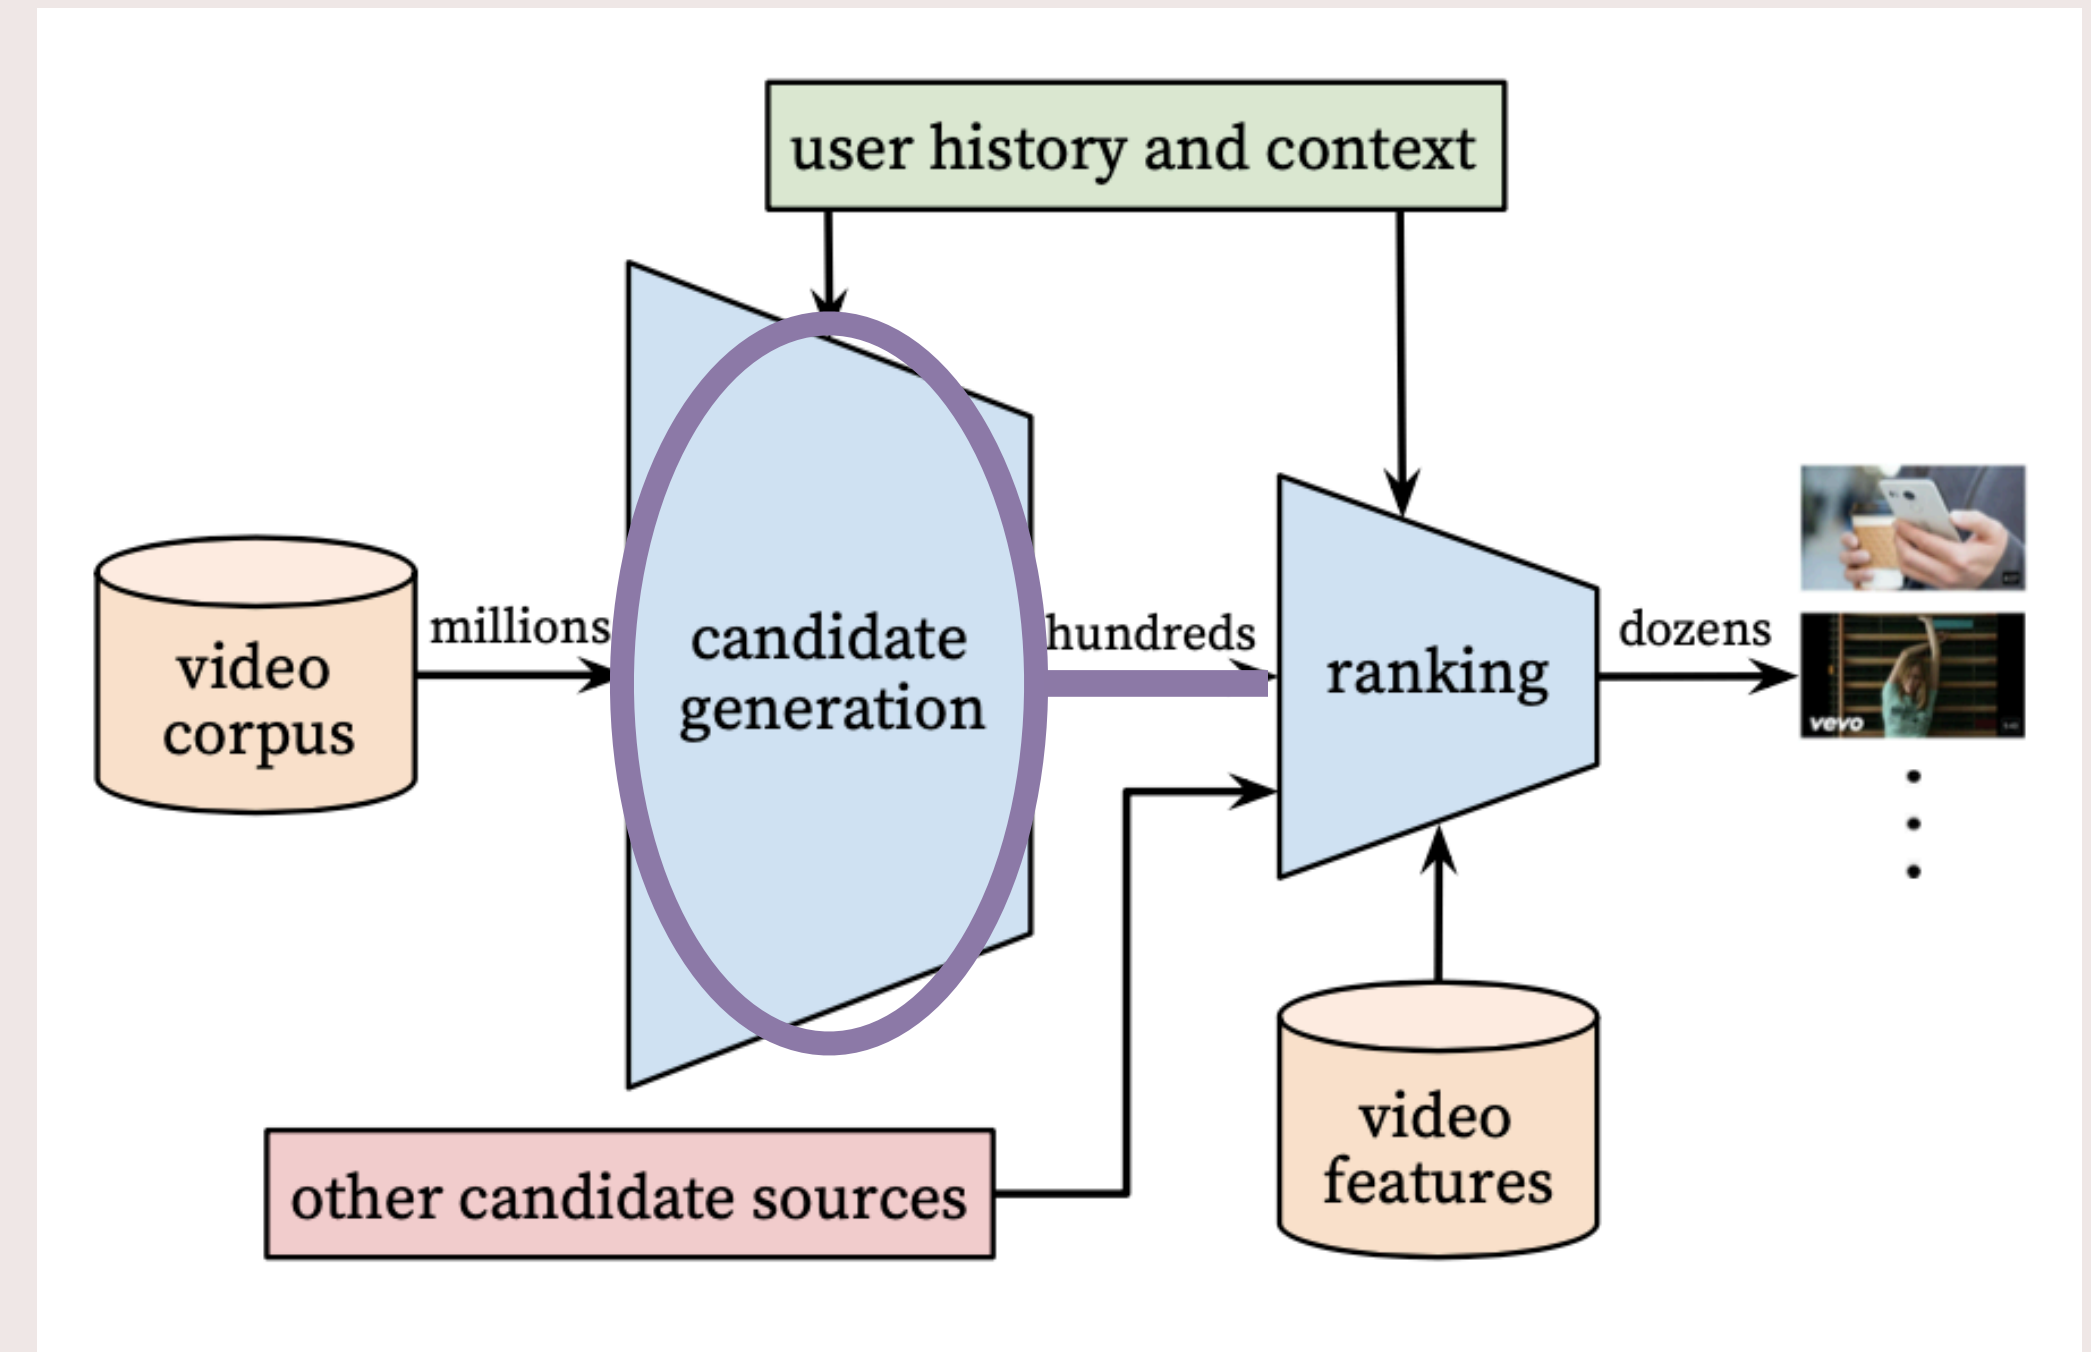 user history and context
millions
hundreds
dozens
video
corpus
candidate
generation
ranking
vevo
other candidate sources
video
features